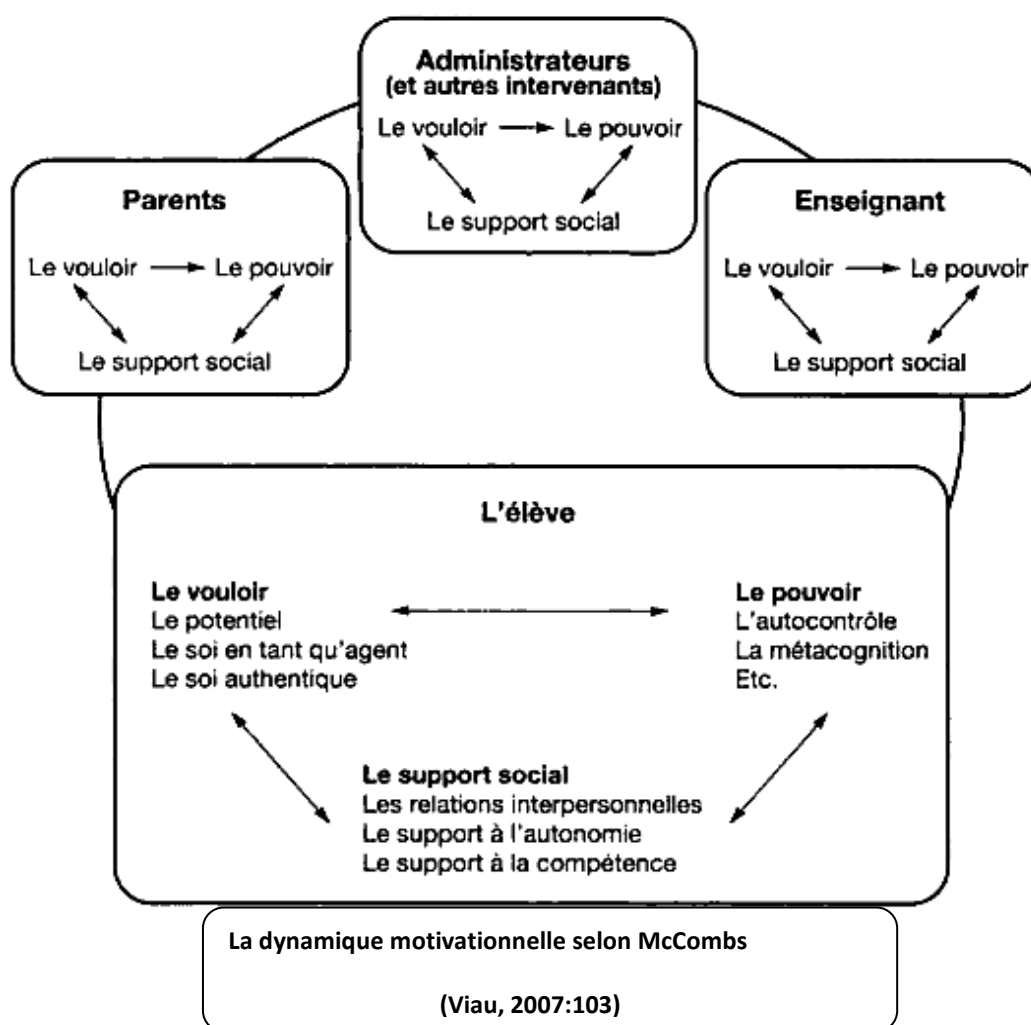 Administrateurs
(et autres intervenants)
Le vouloir Le pouvoir
Le support social
Parents
Le vouloir Le pouvoir
Le support social
Enseignant
Le vouloir Le pouvoir
Le support social
L'élève
Le vouloir
Le potentiel
Le soi en tant qu'agent
Le soi authentique
Le pouvoir
L'autocontrôle
La métacognition
Etc.
Le support social
Les relations interpersonnelles
Le support à l'autonomie
Le support à la compétence
La dynamique motivationnelle selon McCombs
(Viau, 2007:103)